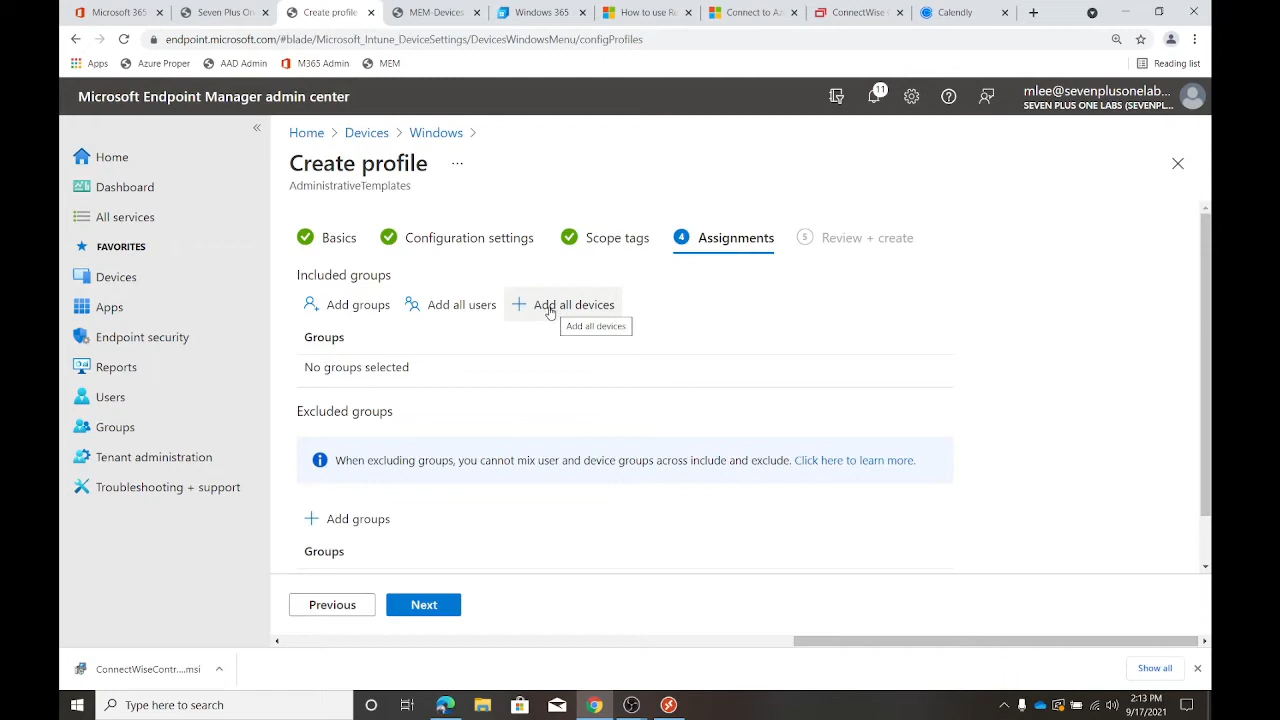 Microsoft 365
Seven Plus On
Create profile
MEM-Devices
Windows 365
How to use Re
Connect to Az
ConnectWise C
Calendly
endpoint.microsoft.com/#blade/Microsoft_Intune_DeviceSettings/DevicesWindowsMenu/configProfiles
Apps
Azure Proper
AAD Admin
M365 Admin
MEM
Reading list
Microsoft Endpoint Manager admin center
11
mlee@sevenplusonelab...
SEVEN PLUS ONE LABS (SEVENPL...
Home > Devices > Windows >
Create profile ...
AdministrativeTemplates
Home
Dashboard
All services
FAVORITES
Devices
Apps
Endpoint security
Reports
Users
Groups
Tenant administration
Troubleshooting + support
Basics
Configuration settings
Scope tags
4 Assignments
5 Review + create
Included groups
Add groups
Add all users
Add all devices
Add all devices
Groups
No groups selected
Excluded groups
When excluding groups, you cannot mix user and device groups across include and exclude. Click here to learn more.
Add groups
Groups
Previous
Next
ConnectWiseContr....msi
Show all
Type here to search
2:13 PM
9/17/2021